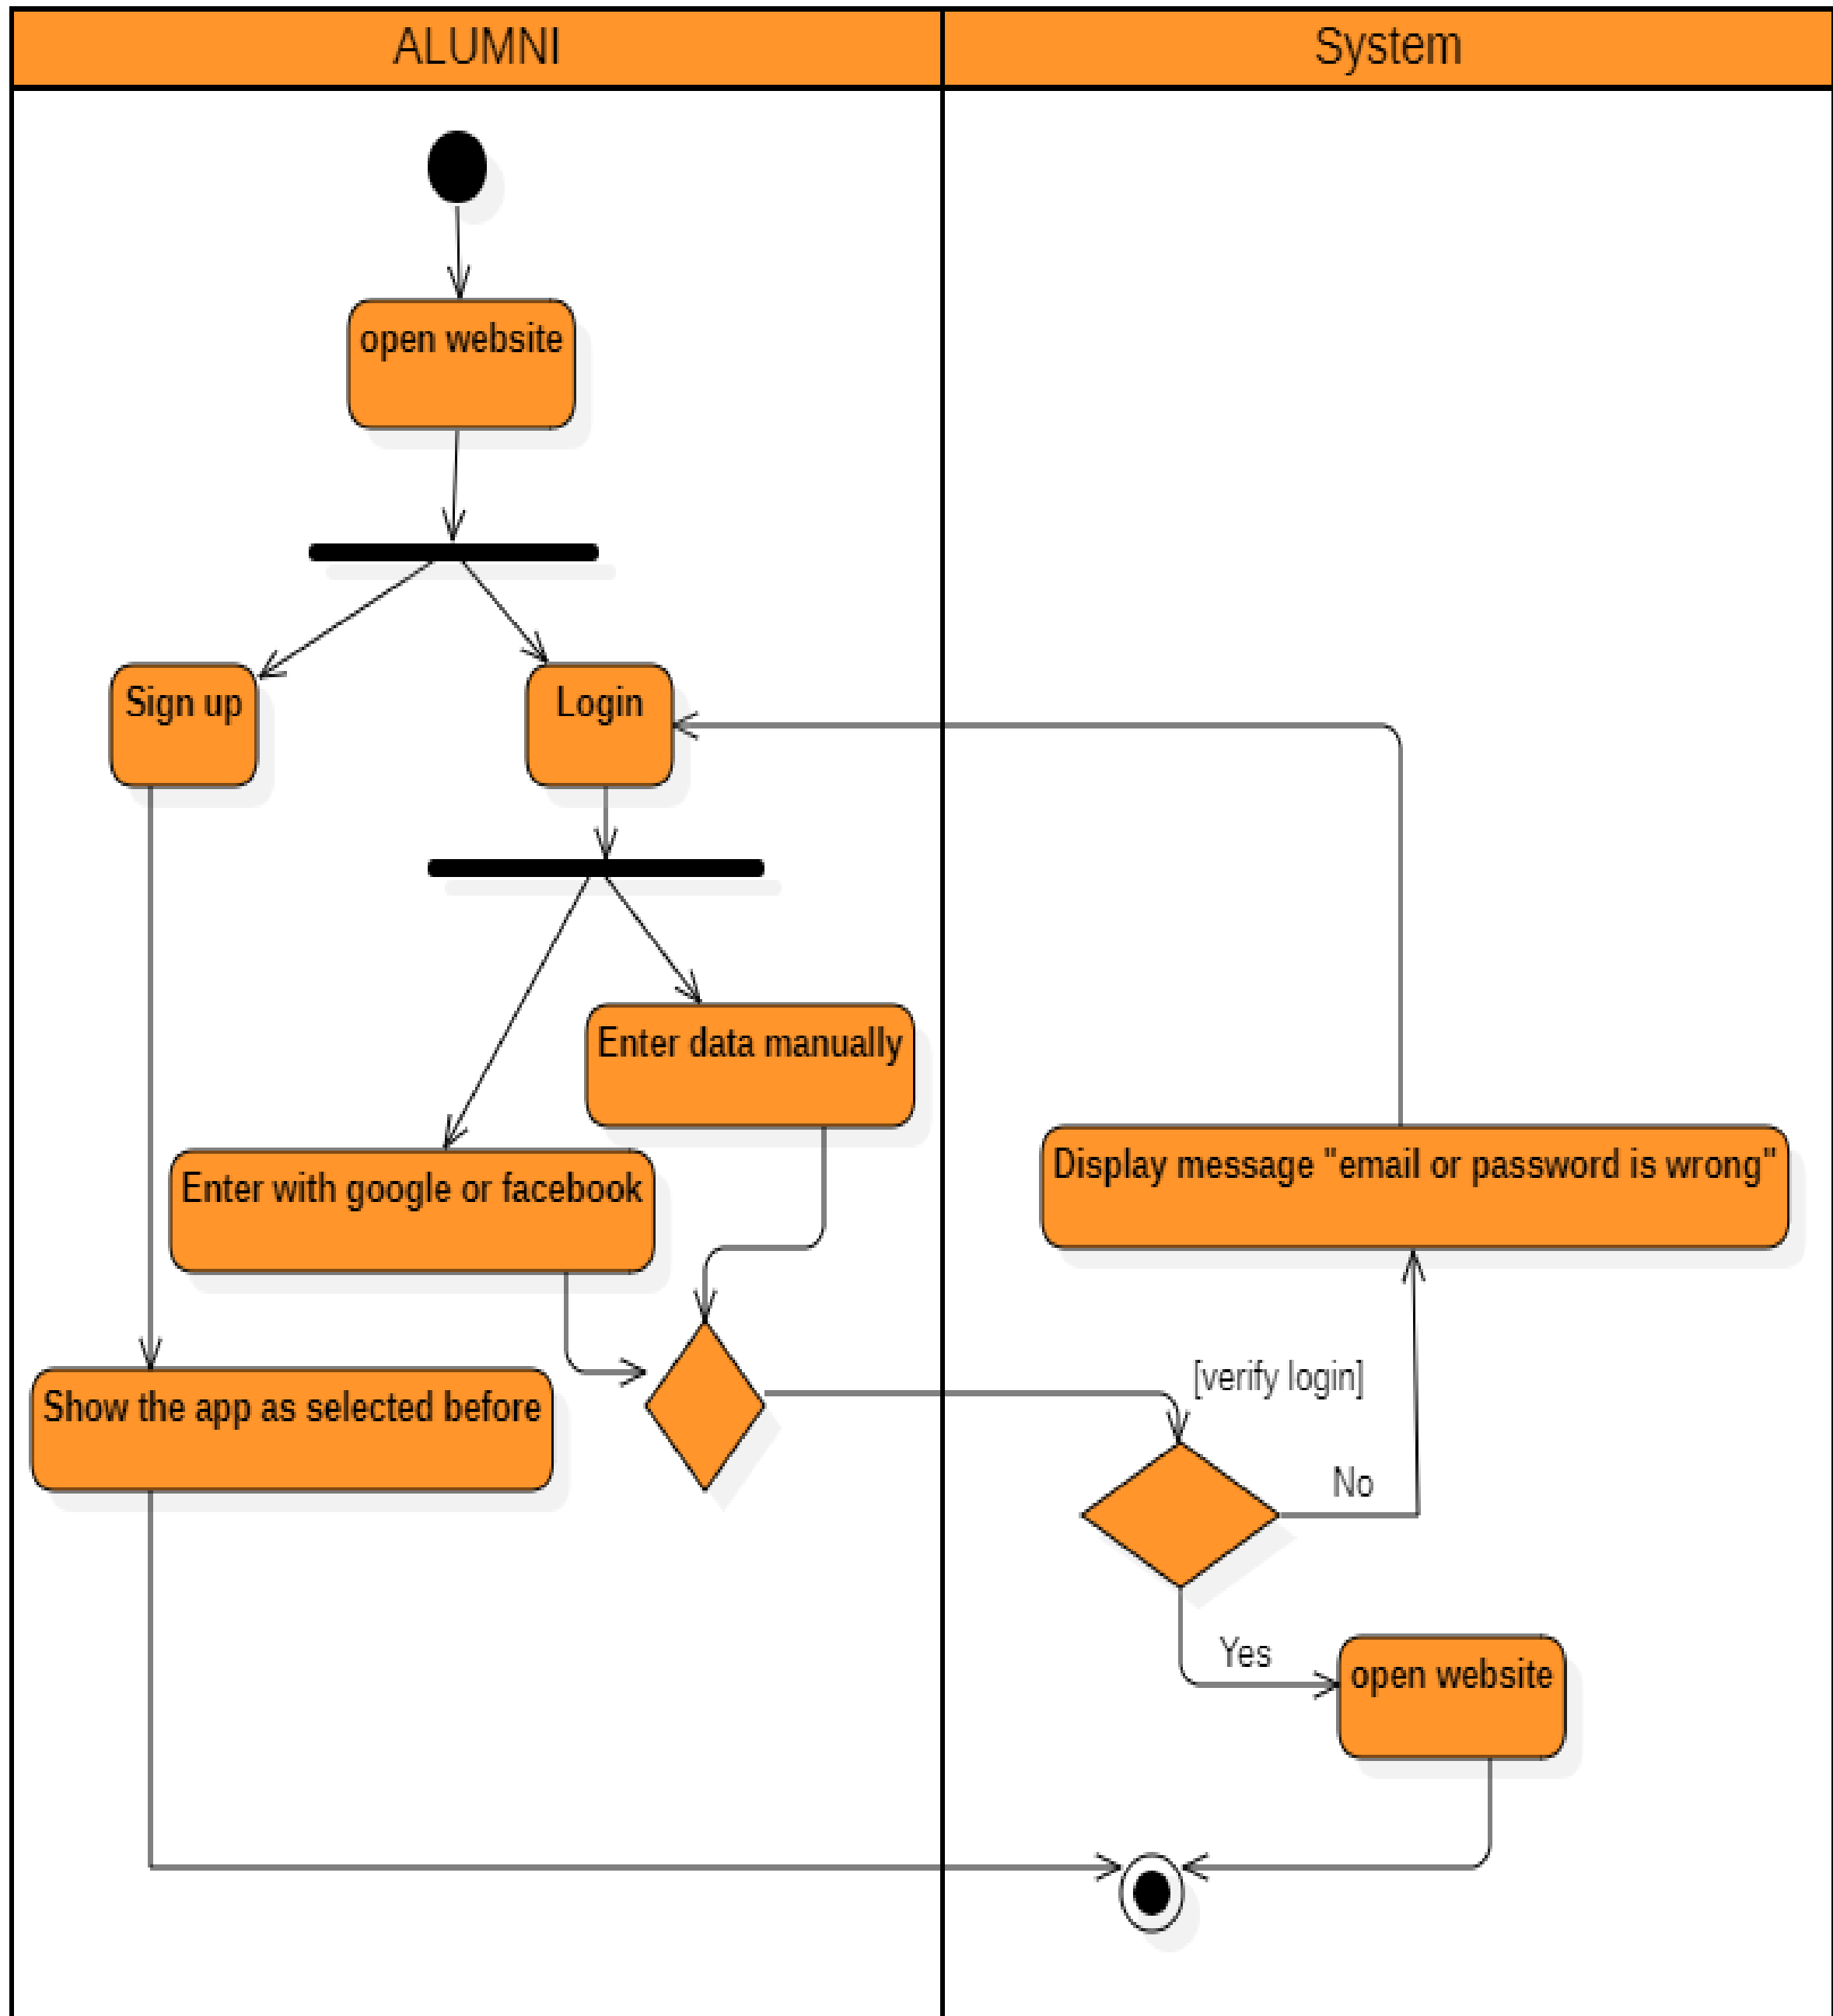 ALUMNI
System
open website
Sign up
Login
Enter data manually
Enter with google or facebook
Display message "email or password is wrong"
Show the app as selected before
[verify login]
No
Yes
open website